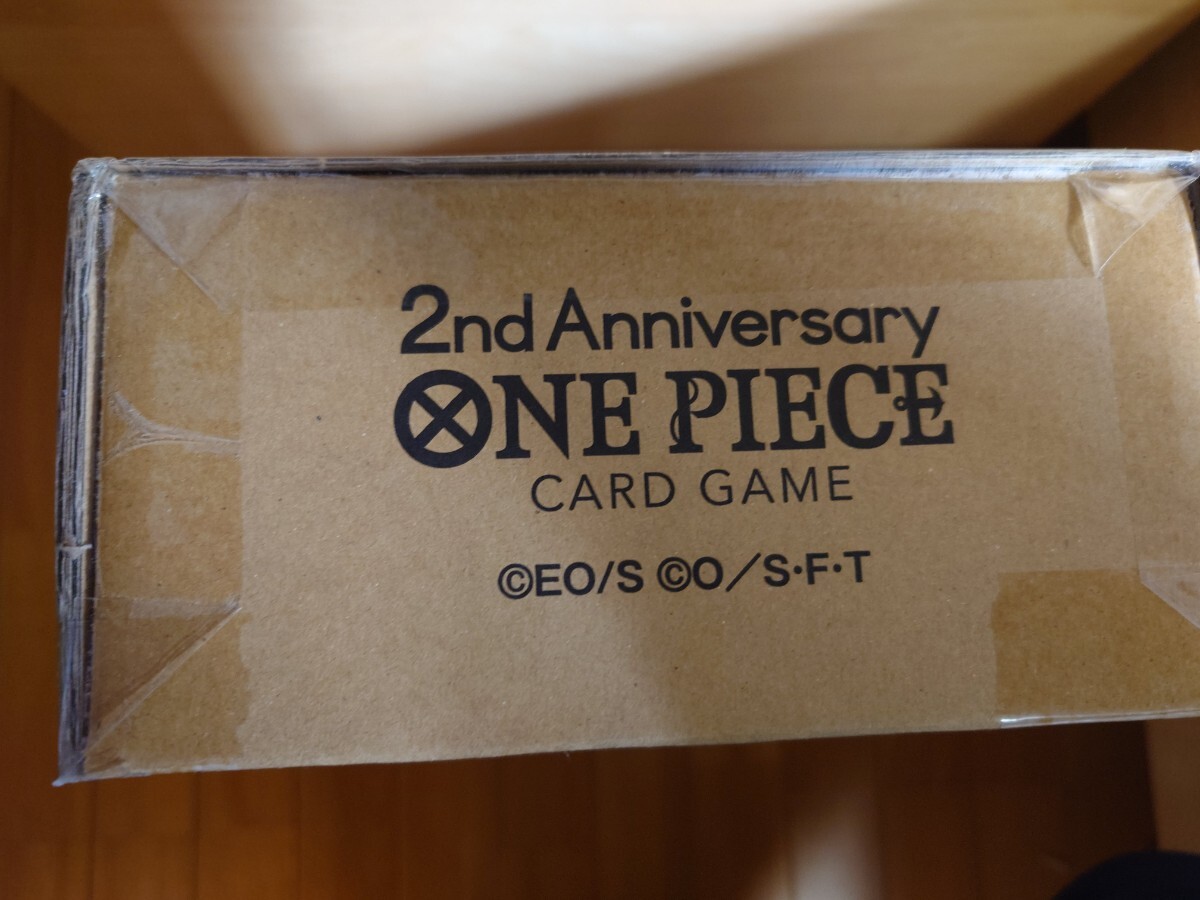 2nd Anniversary
ONE PIECE
CARD GAME
©EO/S ©O／S・F・T